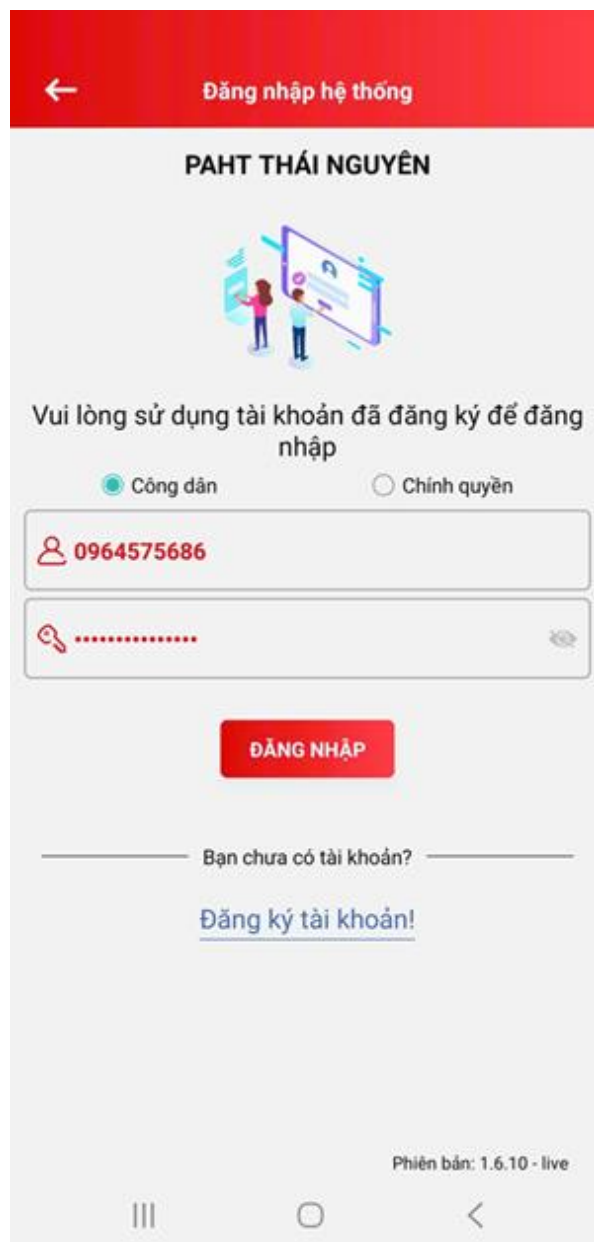 Đăng nhập hệ thống
PAHT THÁI NGUYÊN
Vui lòng sử dụng tài khoản đã đăng ký để đăng
nhập
Công dân Chính quyền
0964575686
...............
ĐĂNG NHẬP
Bạn chưa có tài khoản?
Đăng ký tài khoản!
Phiên bản: 1.6.10 - live